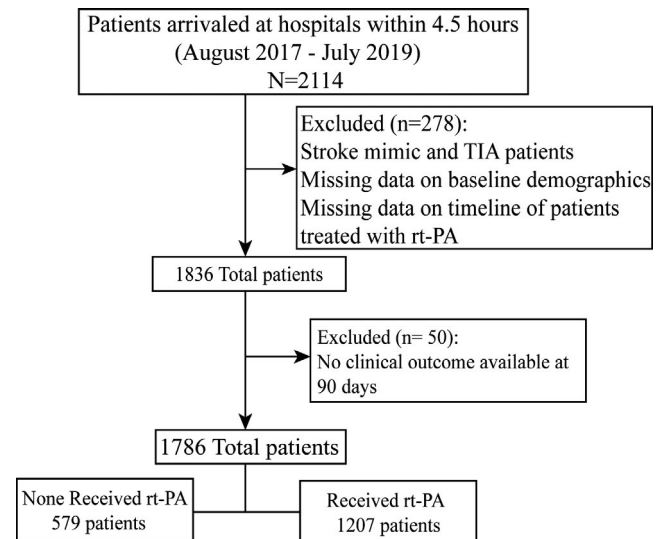 Patients arrivaled at hospitals within 4.5 hours
(August 2017 - July 2019)
N=2114
Excluded (n=278):
Stroke mimic and TIA patients
Missing data on baseline demographics
Missing data on timeline of patients
treated with rt-PA
1836 Total patients
Excluded (n= 50):
No clinical outcome available at
90 days
1786 Total patients
None Received rt-PA
579 patients
Received rt-PA
1207 patients